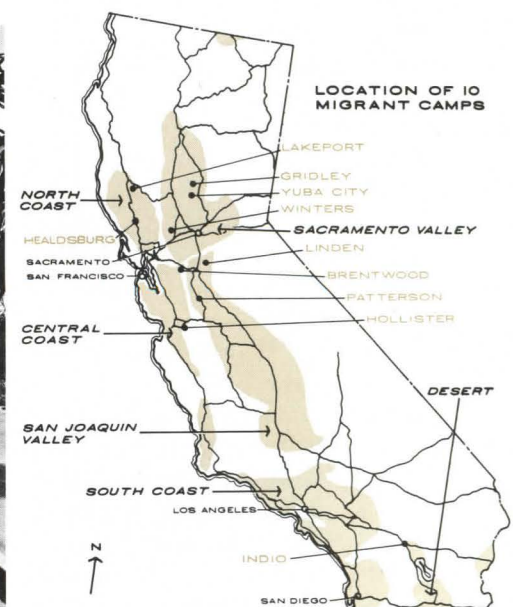 LOCATION OF 10
MIGRANT CAMPS
LAKEPORT
GRIDLEY
YUBA CITY
WINTERS
NORTH
COAST
SACRAMENTO VALLEY
HEALDSBURG
LINDEN
SACRAMENTO
SAN FRANCISCO
BRENTWOOD
PATTERSON
HOLLISTER
CENTRAL
COAST
DESERT
SAN JOAQUIN
VALLEY
SOUTH COAST
LOS ANGELES
N
INDIO
SAN DIEGO